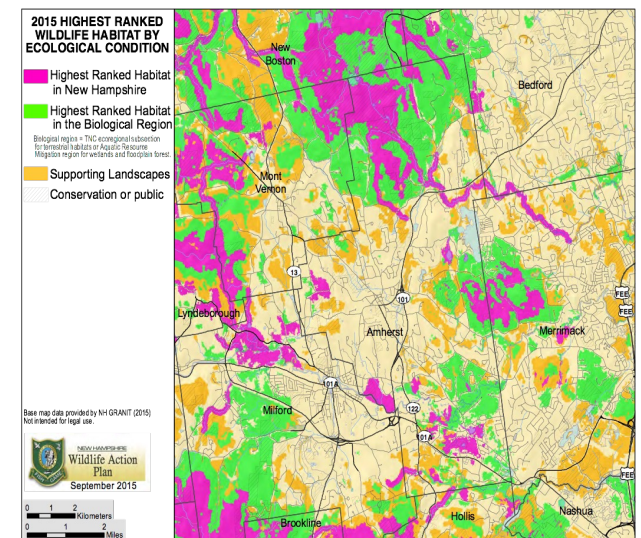 2015 HIGHEST RANKED
WILDLIFE HABITAT BY
ECOLOGICAL CONDITION
Highest Ranked Habitat
in New Hampshire
Highest Ranked Habitat
in the Biological Region
Biological region = TNC ecoregional subsection
for terrestrial habitats or Aquatic Resource
Mitigation region for wetlands and floodplain forest.
Supporting Landscapes
Conservation or public
New
Boston
Bedford
Mont
Vernon
13
101
FEE
FEE
Lyndeborough
Amherst
Merrimack
101A
Milford
122
101A
FEE
Brookline
Hollis
Nashua
Base map data provided by NH GRANIT (2015)
Not intended for legal use.
NEW HAMPSHIRE
Wildlife Action
Plan
September 2015
0 1 2
Kilometers
0 1 2
Miles